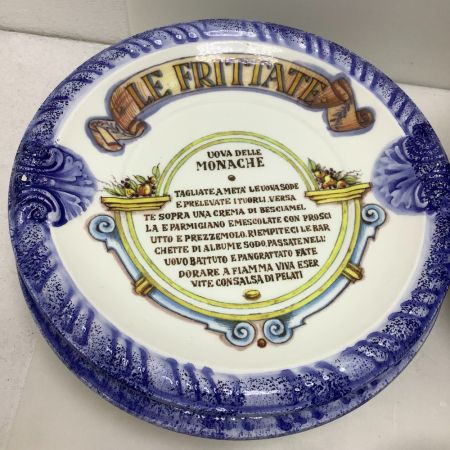 LE FRITTATE
UOVA DELLE
MONACHE
TAGLIATE A META' LE UOVA SODE
E PRELEVATE I TUORLI. VERSA
TE SOPRA UNA CREMA DI BESCIAMEL
LA E PARMIGIANO E MESCOLATE CON PROSCI
UTTO E PREZZEMOLO. RIEMPITECI LE BAR
CHETTE DI ALBUME SODO, PASSATE NELL'
UOVO BATTUTO E PANGRATTATO FATE
DORARE A FIAMMA VIVA E SER
VITE CON SALSA DI PELATI